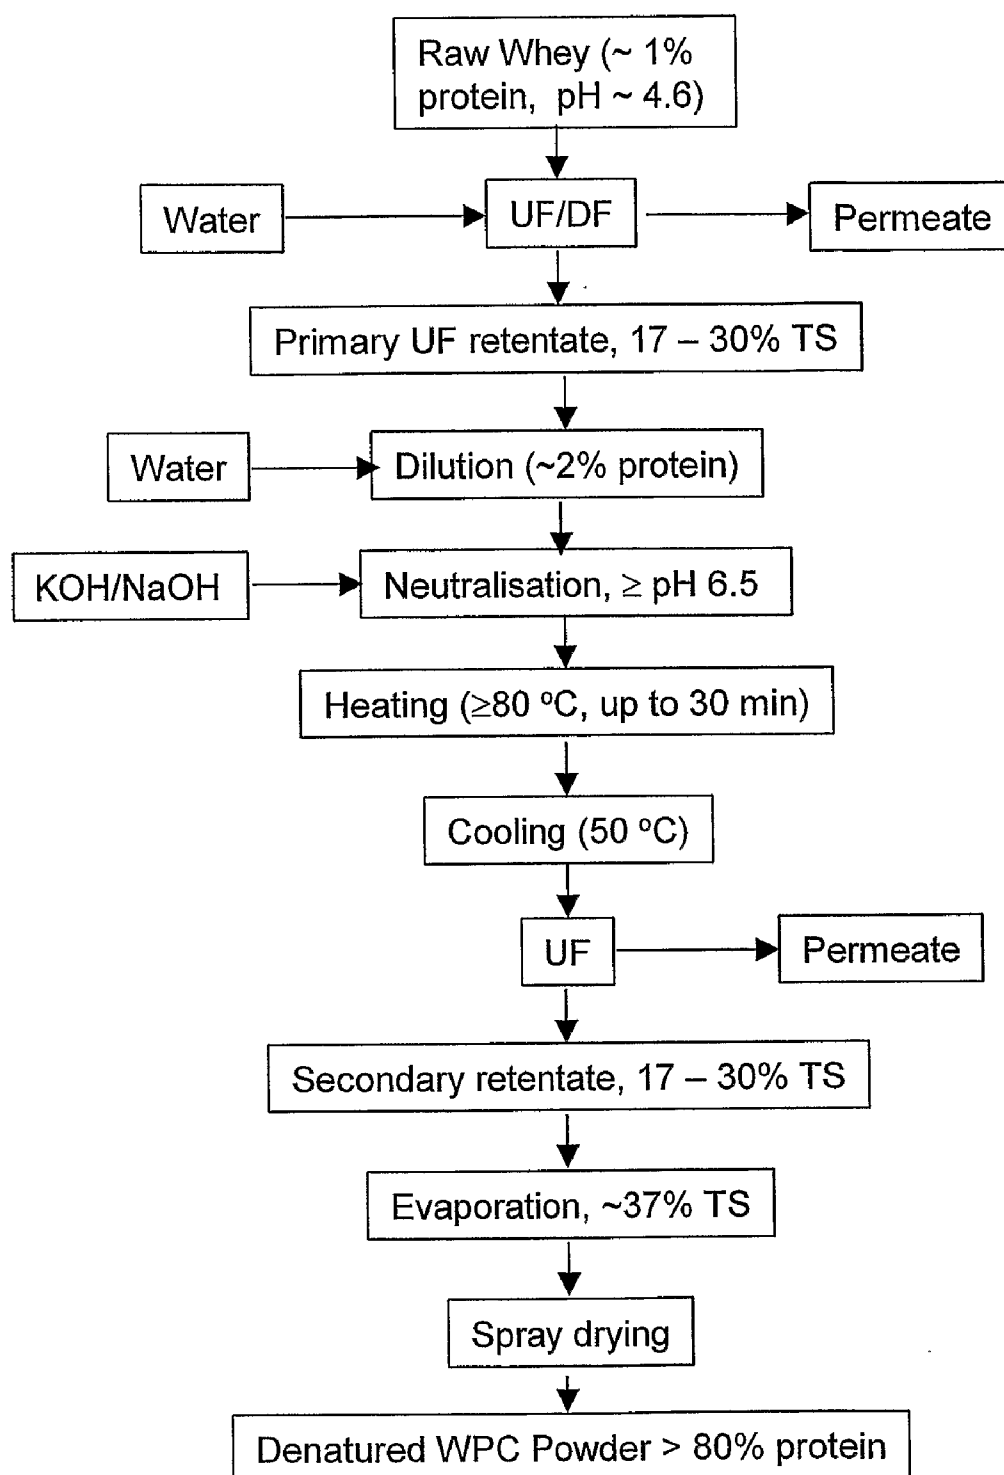 Raw Whey (~ 1%
protein, pH ~ 4.6)
Water
UF/DF
Permeate
Primary UF retentate, 17 – 30% TS
Water
Dilution (~2% protein)
KOH/NaOH
Neutralisation, ≥ pH 6.5
Heating (≥80 ºC, up to 30 min)
Cooling (50 ºC)
UF
Permeate
Secondary retentate, 17 – 30% TS
Evaporation, ~37% TS
Spray drying
Denatured WPC Powder > 80% protein